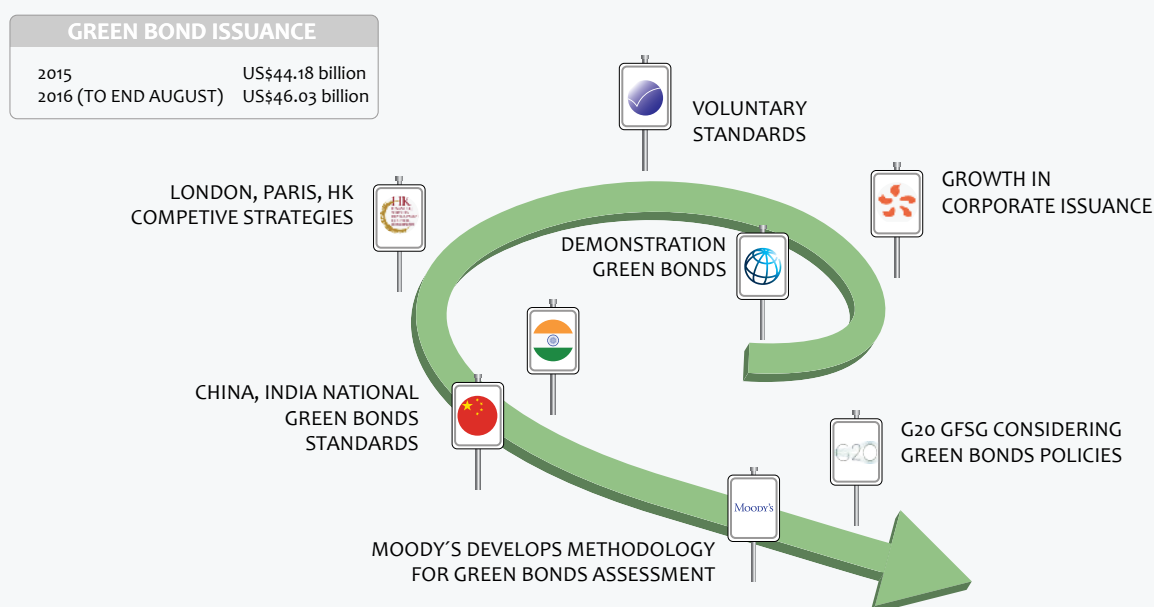 GREEN BOND ISSUANCE
2015 US$44.18 billion
2016 (TO END AUGUST) US$46.03 billion
VOLUNTARY
STANDARDS
LONDON, PARIS, HK
COMPETIVE STRATEGIES
HK
GROWTH IN
CORPORATE ISSUANCE
DEMONSTRATION
GREEN BONDS
CHINA, INDIA NATIONAL
GREEN BONDS
STANDARDS
G20
G20 GFSG CONSIDERING
GREEN BONDS POLICIES
MOODY'S
MOODY´S DEVELOPS METHODOLOGY
FOR GREEN BONDS ASSESSMENT